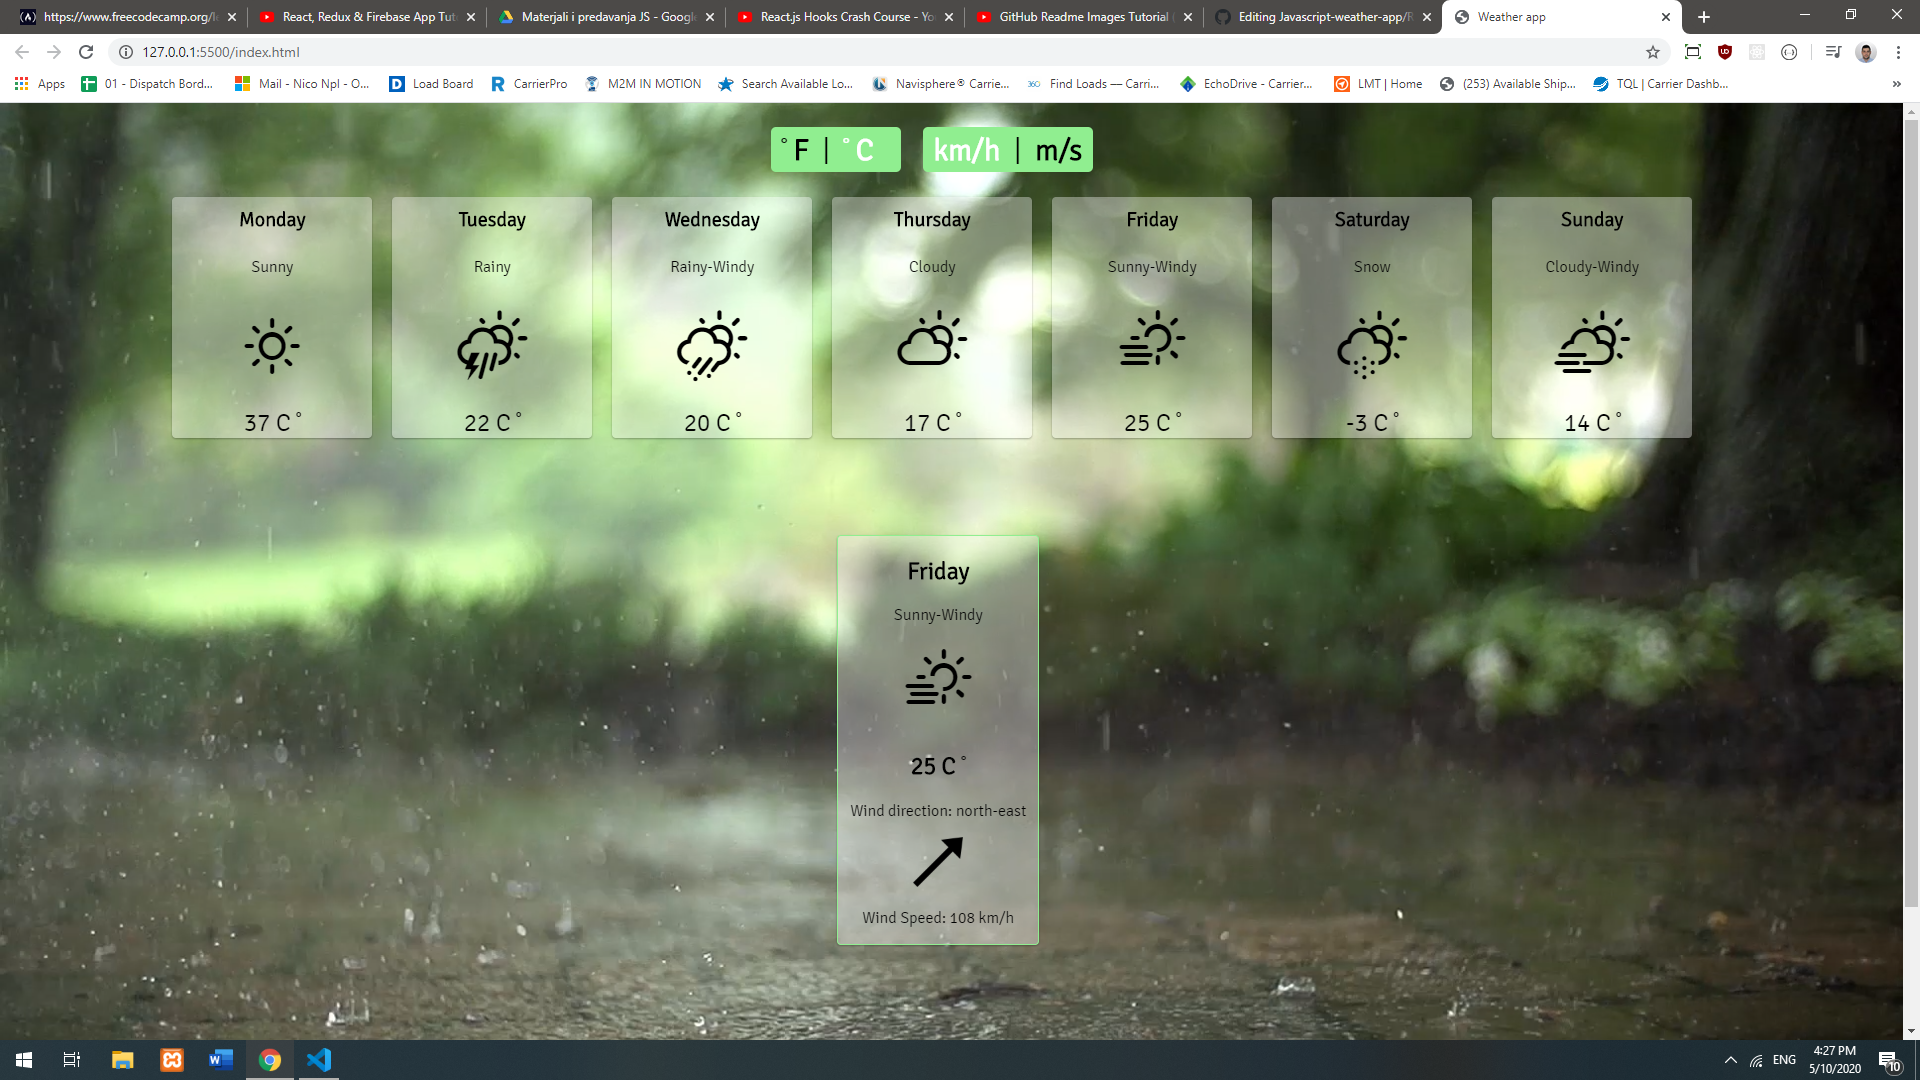 https://www.freecodecamp.org/le
React, Redux & Firebase App Tut
Materjali i predavanja JS - Google
React.js Hooks Crash Course - Yo
GitHub Readme Images Tutorial (
Editing Javascript-weather-app/R
Weather app
127.0.0.1:5500/index.html
Apps
01 - Dispatch Bord...
Mail - Nico Npl - O...
Load Board
CarrierPro
M2M IN MOTION
Search Available Lo...
Navisphere® Carrie...
360
Find Loads — Carri...
EchoDrive - Carrier...
LMT | Home
(253) Available Ship...
TQL | Carrier Dashb...
»
°F | °C km/h | m/s
Monday Tuesday Wednesday Thursday Friday Saturday Sunday
Sunny Rainy Rainy-Windy Cloudy Sunny-Windy Snow Cloudy-Windy
37 C° 22 C° 20 C° 17 C° 25 C° -3 C° 14 C°
Friday
Sunny-Windy
25 C°
Wind direction: north-east
Wind Speed: 108 km/h
ENG
4:27 PM
5/10/2020
10